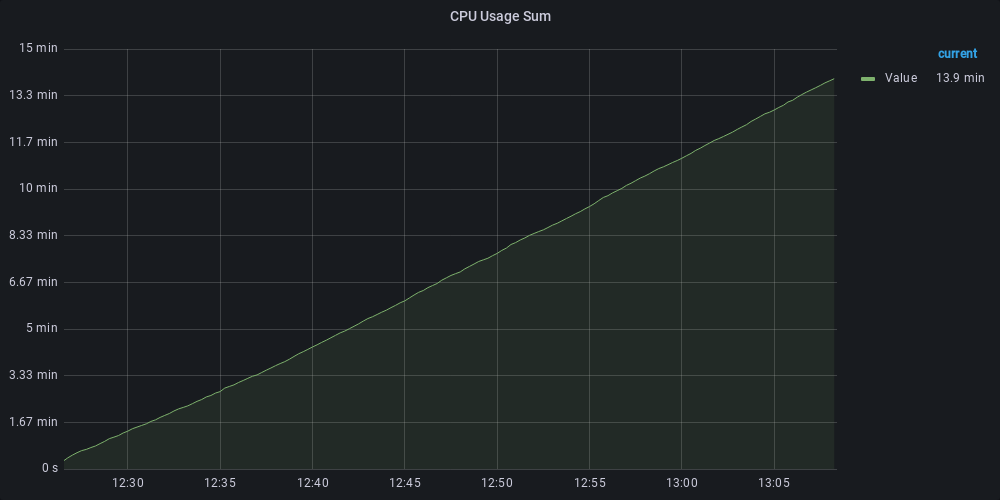 CPU Usage Sum
15 min
13.3 min
11.7 min
10 min
8.33 min
6.67 min
5 min
3.33 min
1.67 min
0 s
12:30 12:35 12:40 12:45 12:50 12:55 13:00 13:05
current
Value 13.9 min